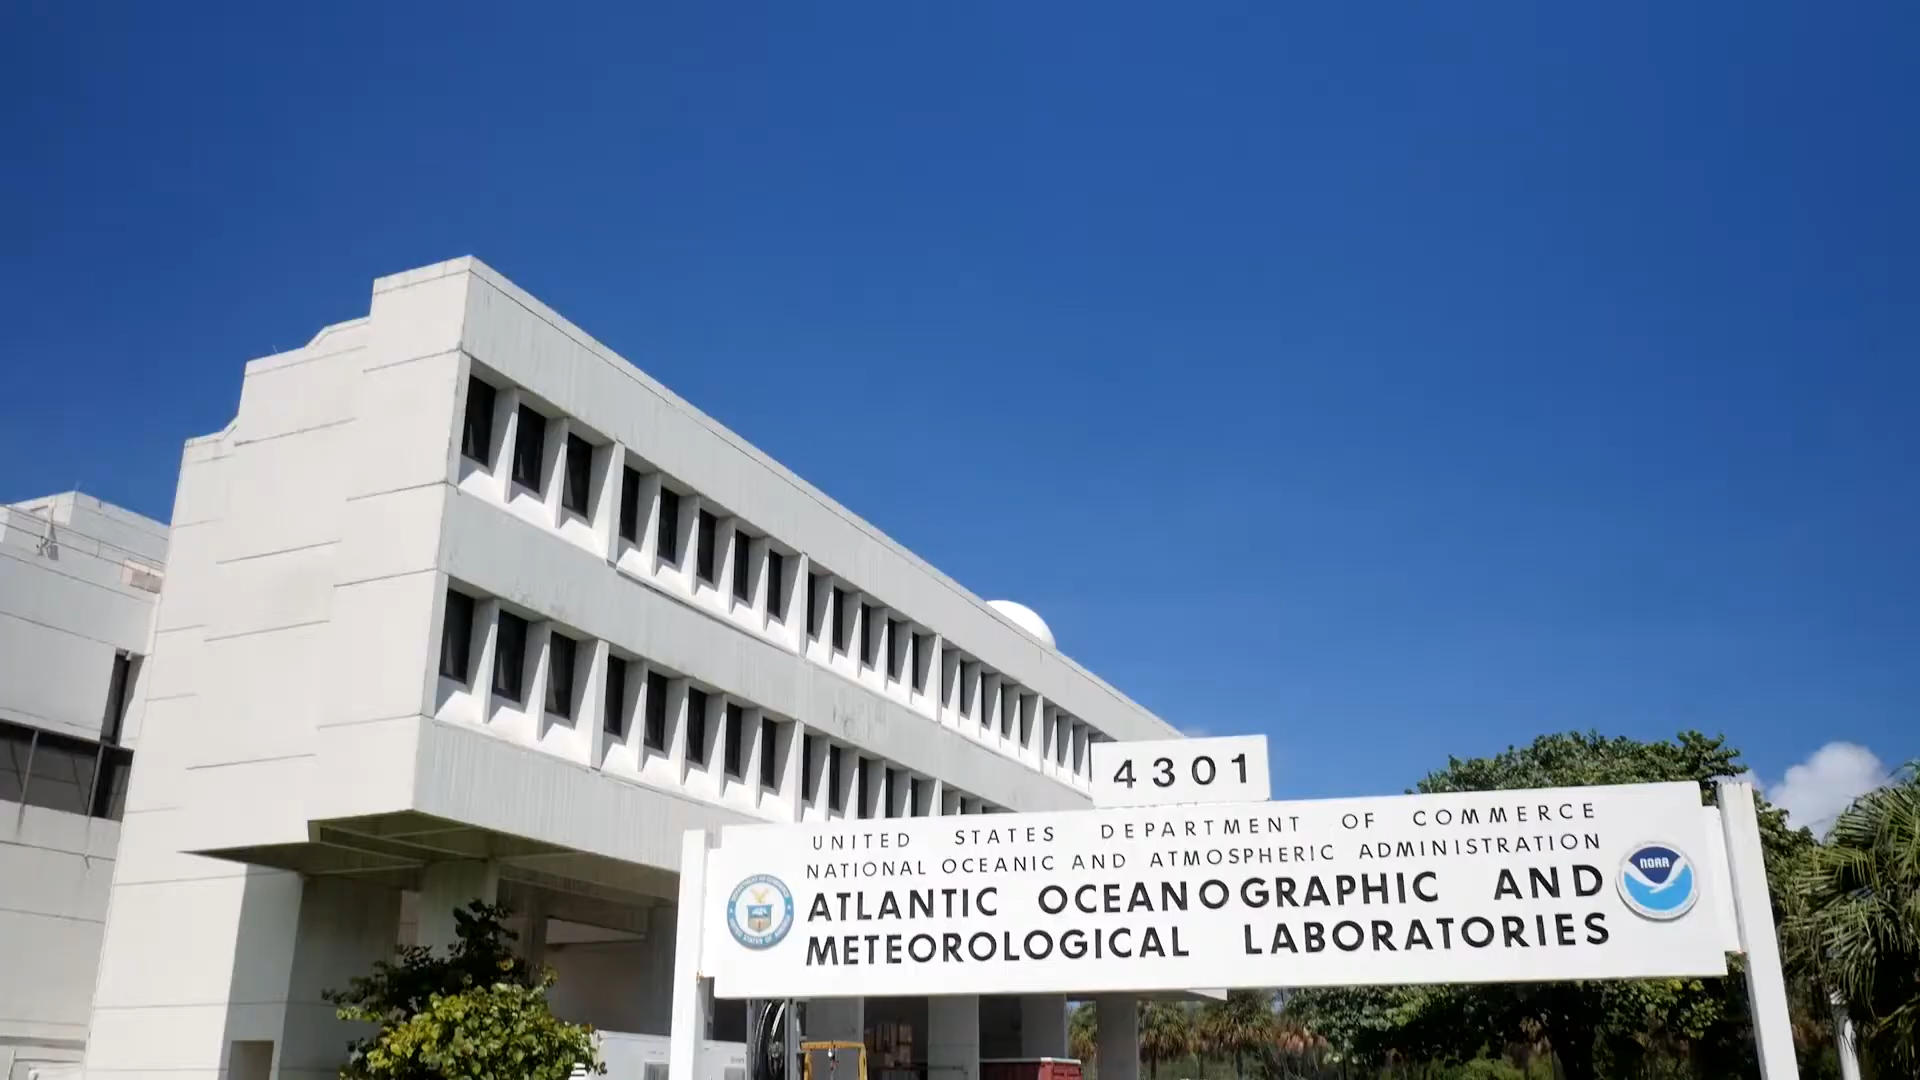 4301
UNITED STATES DEPARTMENT OF COMMERCE
NATIONAL OCEANIC AND ATMOSPHERIC ADMINISTRATION
ATLANTIC OCEANOGRAPHIC AND
METEOROLOGICAL LABORATORIES
NOAA